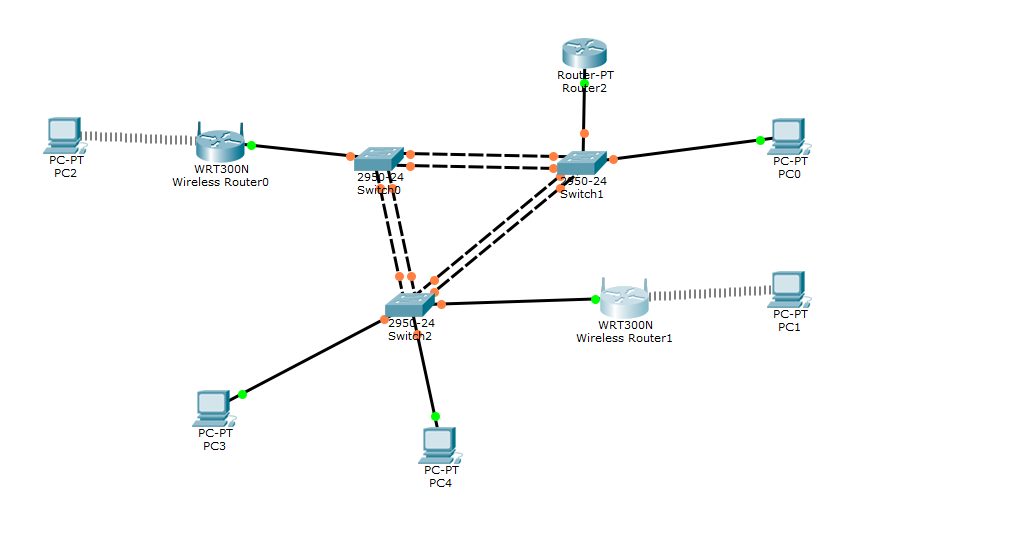 Router-PT
Router2
PC-PT
PC2
WRT300N
Wireless Router0
2950-24
Switch0
2950-24
Switch1
PC-PT
PC0
2950-24
Switch2
WRT300N
Wireless Router1
PC-PT
PC1
PC-PT
PC3
PC-PT
PC4